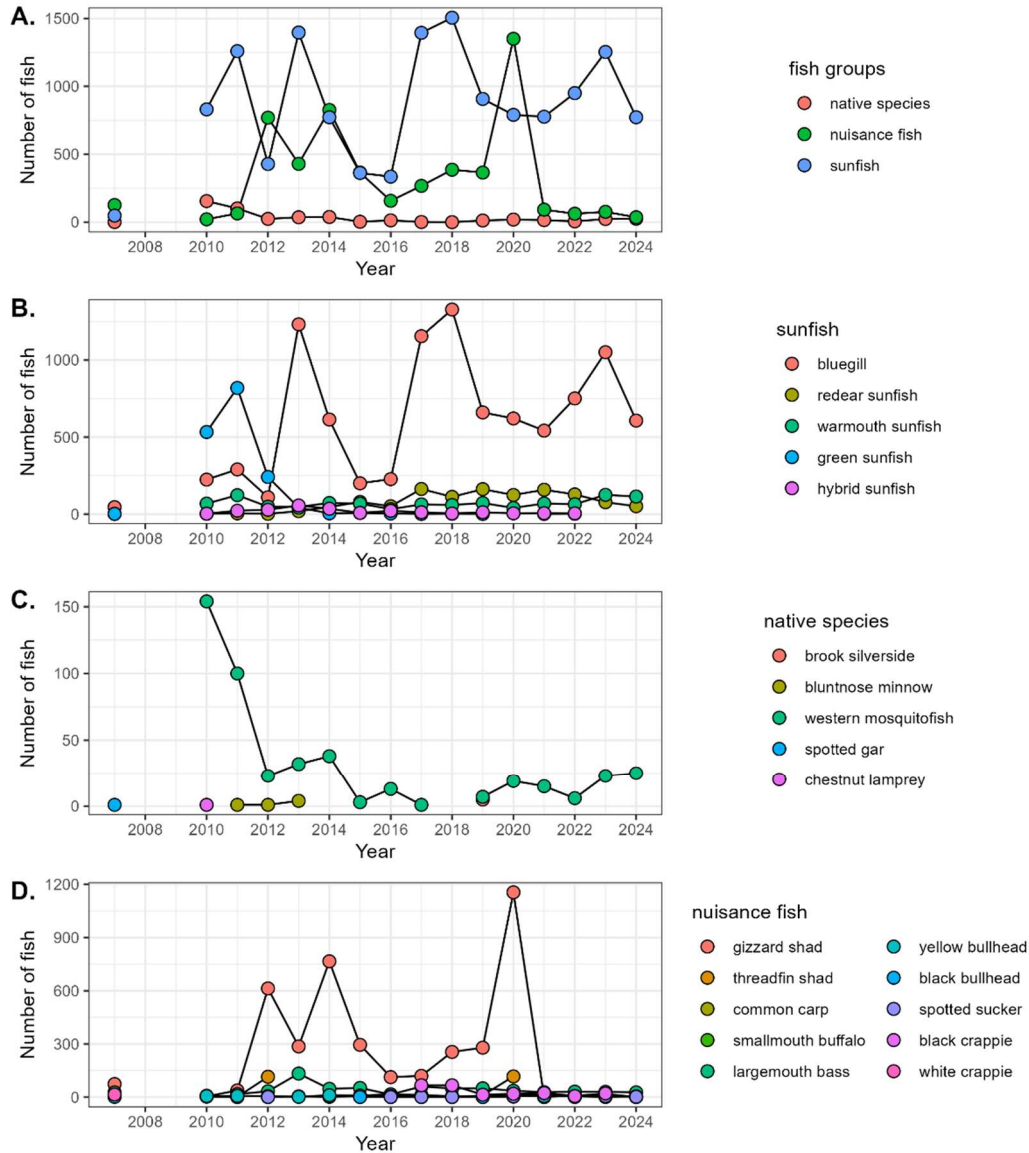 A.
Number of fish
1500
1000
500
0
2008 2010 2012 2014 2016 2018 2020 2022 2024
Year
fish groups
native species
nuisance fish
sunfish
B.
Number of fish
1000
500
0
2008 2010 2012 2014 2016 2018 2020 2022 2024
Year
sunfish
bluegill
redear sunfish
warmouth sunfish
green sunfish
hybrid sunfish
C.
Number of fish
150
100
50
0
2008 2010 2012 2014 2016 2018 2020 2022 2024
Year
native species
brook silverside
bluntnose minnow
western mosquitofish
spotted gar
chestnut lamprey
D.
Number of fish
1200
900
600
300
0
2008 2010 2012 2014 2016 2018 2020 2022 2024
Year
nuisance fish
gizzard shad
threadfin shad
common carp
smallmouth buffalo
largemouth bass
yellow bullhead
black bullhead
spotted sucker
black crappie
white crappie